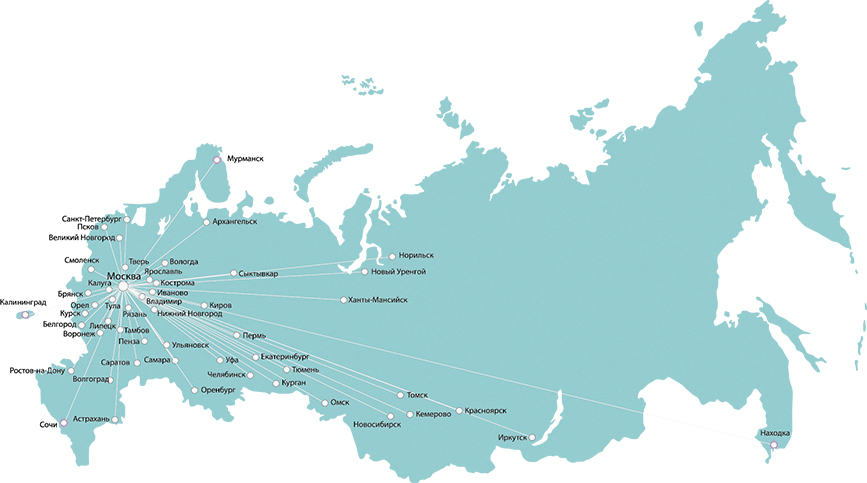 Мурманск
Санкт-Петербург
Псков
Архангельск
Великий Новгород
Смоленск
Тверь
Вологда
Норильск
Москва
Ярославль
Сыктывкар
Новый Уренгой
Калуга
Кострома
Брянск
Иваново
Калининград
Владимир
Ханты-Мансийск
Орел
Тула
Киров
Курск
Рязань
Нижний Новгород
Белгород
Липецк
Тамбов
Воронеж
Пермь
Пенза
Ульяновск
Самара
Уфа
Екатеринбург
Саратов
Ростов-на-Дону
Тюмень
Челябинск
Волгоград
Курган
Оренбург
Томск
Омск
Красноярск
Кемерово
Астрахань
Сочи
Новосибирск
Находка
Иркутск